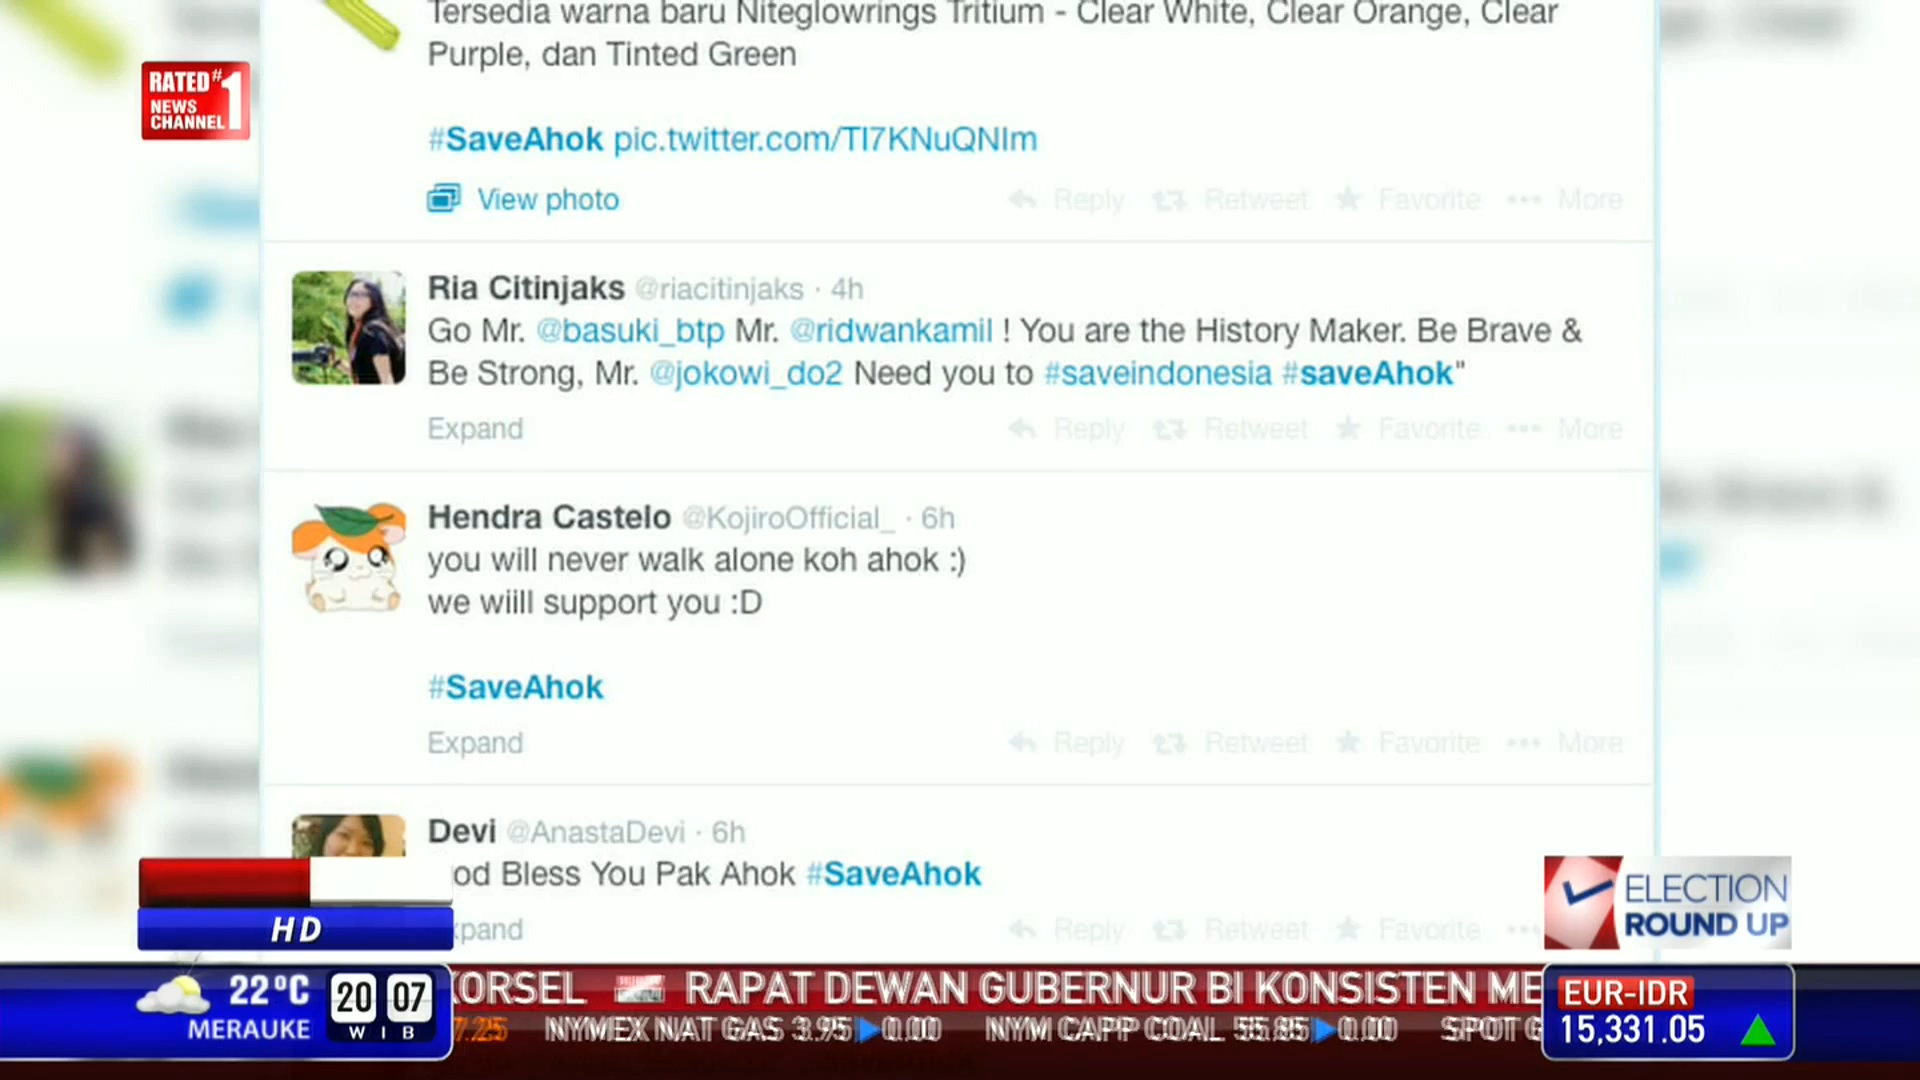 Tersedia warna baru Niteglowrings Tritium - Clear White, Clear Orange, Clear
Purple, dan Tinted Green
#SaveAhok pic.twitter.com/TI7KNuQNIm
View photo
Reply Retweet Favorite More
Ria Citinjaks @riacitinjaks · 4h
Go Mr. @basuki_btp Mr. @ridwankamil ! You are the History Maker. Be Brave &
Be Strong, Mr. @jokowi_do2 Need you to #saveindonesia #saveAhok"
Expand
Reply Retweet Favorite More
Hendra Castelo @KojiroOfficial_ · 6h
you will never walk alone koh ahok :)
we wiill support you :D
#SaveAhok
Expand
Reply Retweet Favorite More
Devi @AnastaDevi · 6h
od Bless You Pak Ahok #SaveAhok
xpand
Reply Retweet Favorite
RATED #1
NEWS
CHANNEL
HD
ELECTION
ROUND UP
22°C
MERAUKE
20 07
WIB
KORSEL RAPAT DEWAN GUBERNUR BI KONSISTEN ME
7.25 NYMEX NAT GAS 3.95 0.00 NYM CAPP COAL 55.85 0.00 SPOT G
EUR-IDR
15,331.05